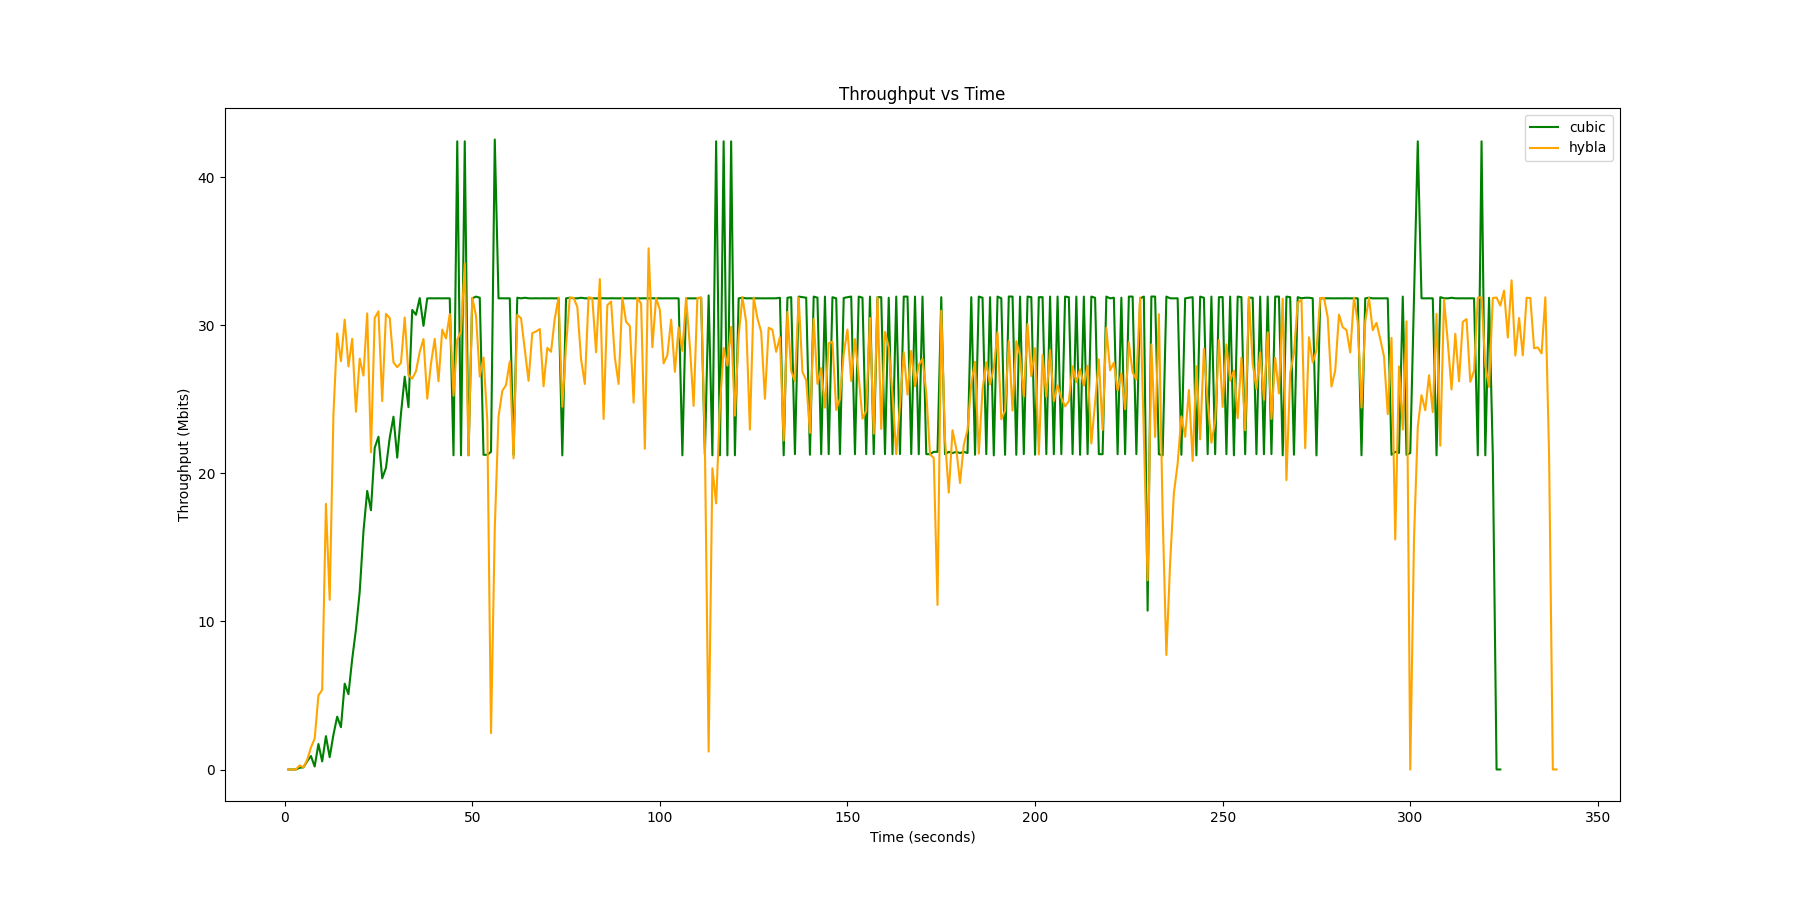 Throughput vs Time
cubic
hybla
Throughput (Mbits)
40
30
20
10
0
0 50 100 150 200 250 300 350
Time (seconds)